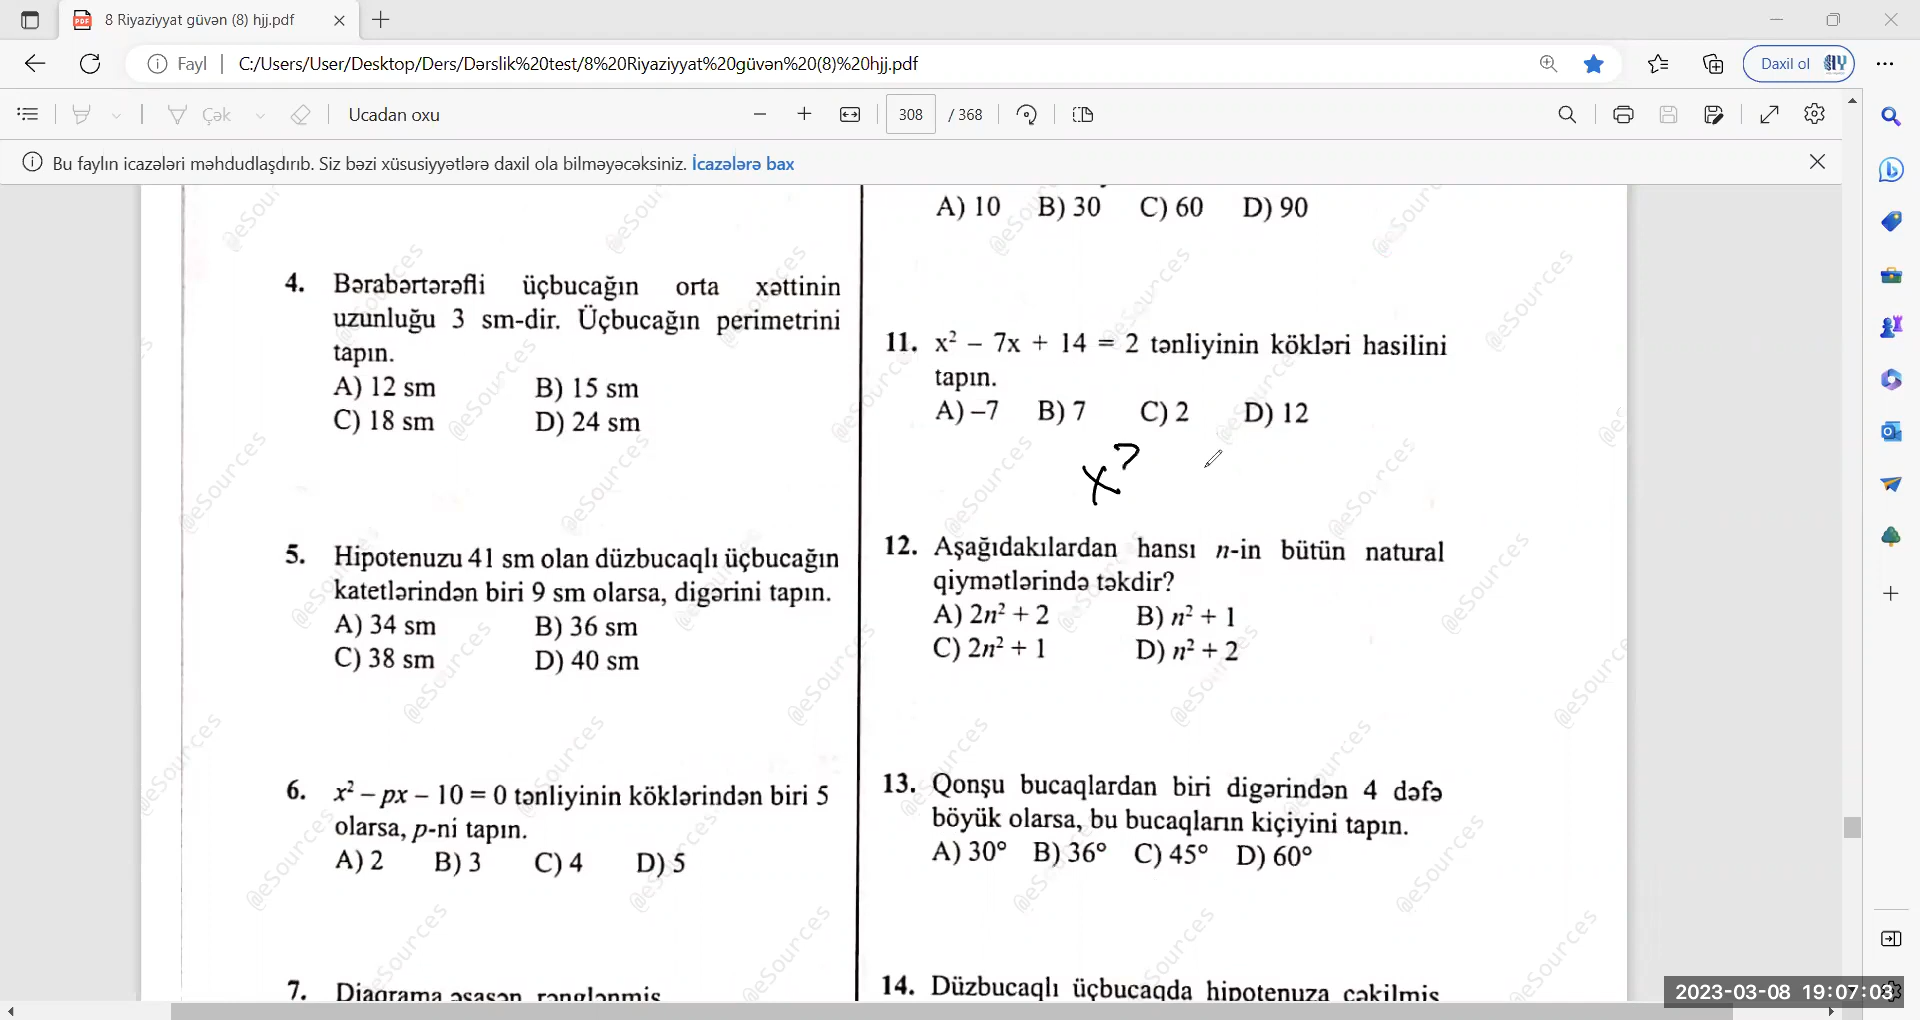 8 Riyaziyyat güvən (8) hjj.pdf
Fayl
C:/Users/User/Desktop/Ders/Dərslik%20test/8%20Riyaziyyat%20güvən%20(8)%20hjj.pdf
Daxil ol
Çək
Ucadan oxu
308 / 368
Bu faylın icazələri məhdudlaşdırıb. Siz bəzi xüsusiyyətlərə daxil ola bilməyəcəksiniz. İcazələrə bax
4. Bərabərtərəfli üçbucağın orta xəttinin
uzunluğu 3 sm-dir. Üçbucağın perimetrini
tapın.
A) 12 sm B) 15 sm
C) 18 sm D) 24 sm
5. Hipotenuzu 41 sm olan düzbucaqlı üçbucağın
katetlərindən biri 9 sm olarsa, digərini tapın.
A) 34 sm B) 36 sm
C) 38 sm D) 40 sm
6. x² – px – 10 = 0 tənliyinin köklərindən biri 5
olarsa, p-ni tapın.
A) 2 B) 3 C) 4 D) 5
7. Diaqrama əsasən rənglənmiş
A) 10 B) 30 C) 60 D) 90
11. x² – 7x + 14 = 2 tənliyinin kökləri hasilini
tapın.
A) –7 B) 7 C) 2 D) 12
12. Aşağıdakılardan hansı n-in bütün natural
qiymətlərində təkdir?
A) 2n² + 2 B) n² + 1
C) 2n² + 1 D) n² + 2
13. Qonşu bucaqlardan biri digərindən 4 dəfə
böyük olarsa, bu bucaqların kiçiyini tapın.
A) 30° B) 36° C) 45° D) 60°
14. Düzbucaqlı üçbucaqda hipotenuza çəkilmiş
@eSources
2023-03-08 19:07:03